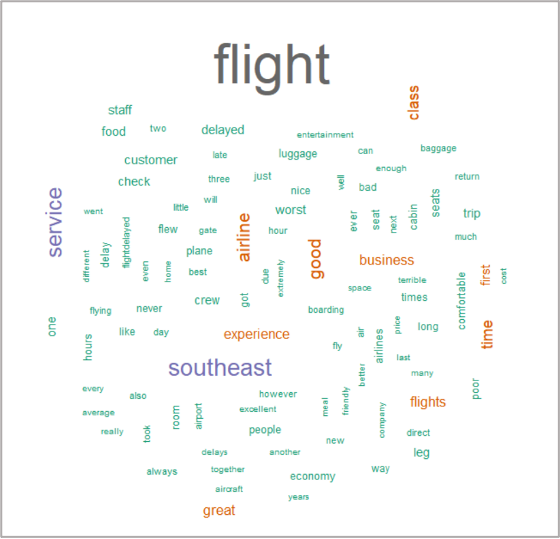 flight
class
staff
food
two
delayed
entertainment
customer
late
luggage
can
baggage
check
three
just
well
enough
return
nice
bad
service
went
little
will
worst
ever
seat
next
cabin
seats
trip
flew
gate
airline
hour
good
much
different
delay
flightdelayed
even
home
plane
best
business
crew
got
due
extremely
space
terrible
times
comfortable
first
cost
flying
never
boarding
one
like
day
experience
fly
air
airlines
price
long
time
hours
southeast
last
better
many
every
also
however
meal
friendly
flights
poor
average
room
airport
excellent
company
really
took
people
new
direct
delays
another
leg
always
together
economy
way
aircraft
years
great